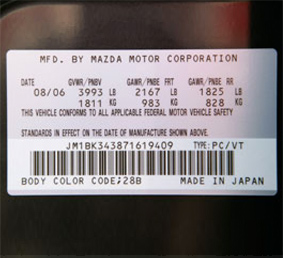 MFD. BY MAZDA MOTOR CORPORATION
GVWR/PNBV GAWR/PNBE FRT GAWR/PNBE RR
08/06 3993 LB 2167 LB 1825 LB
1811 KG 983 KG 828 KG
THIS VEHICLE CONFORMS TO ALL APPLICABLE FEDERAL MOTOR VEHICLE SAFETY
STANDARDS IN EFFECT ON THE DATE OF MANUFACTURE SHOWN ABOVE.
JM1BK343871619409 TYPE:PC/VT
BODY COLOR CODE;28B MADE IN JAPAN